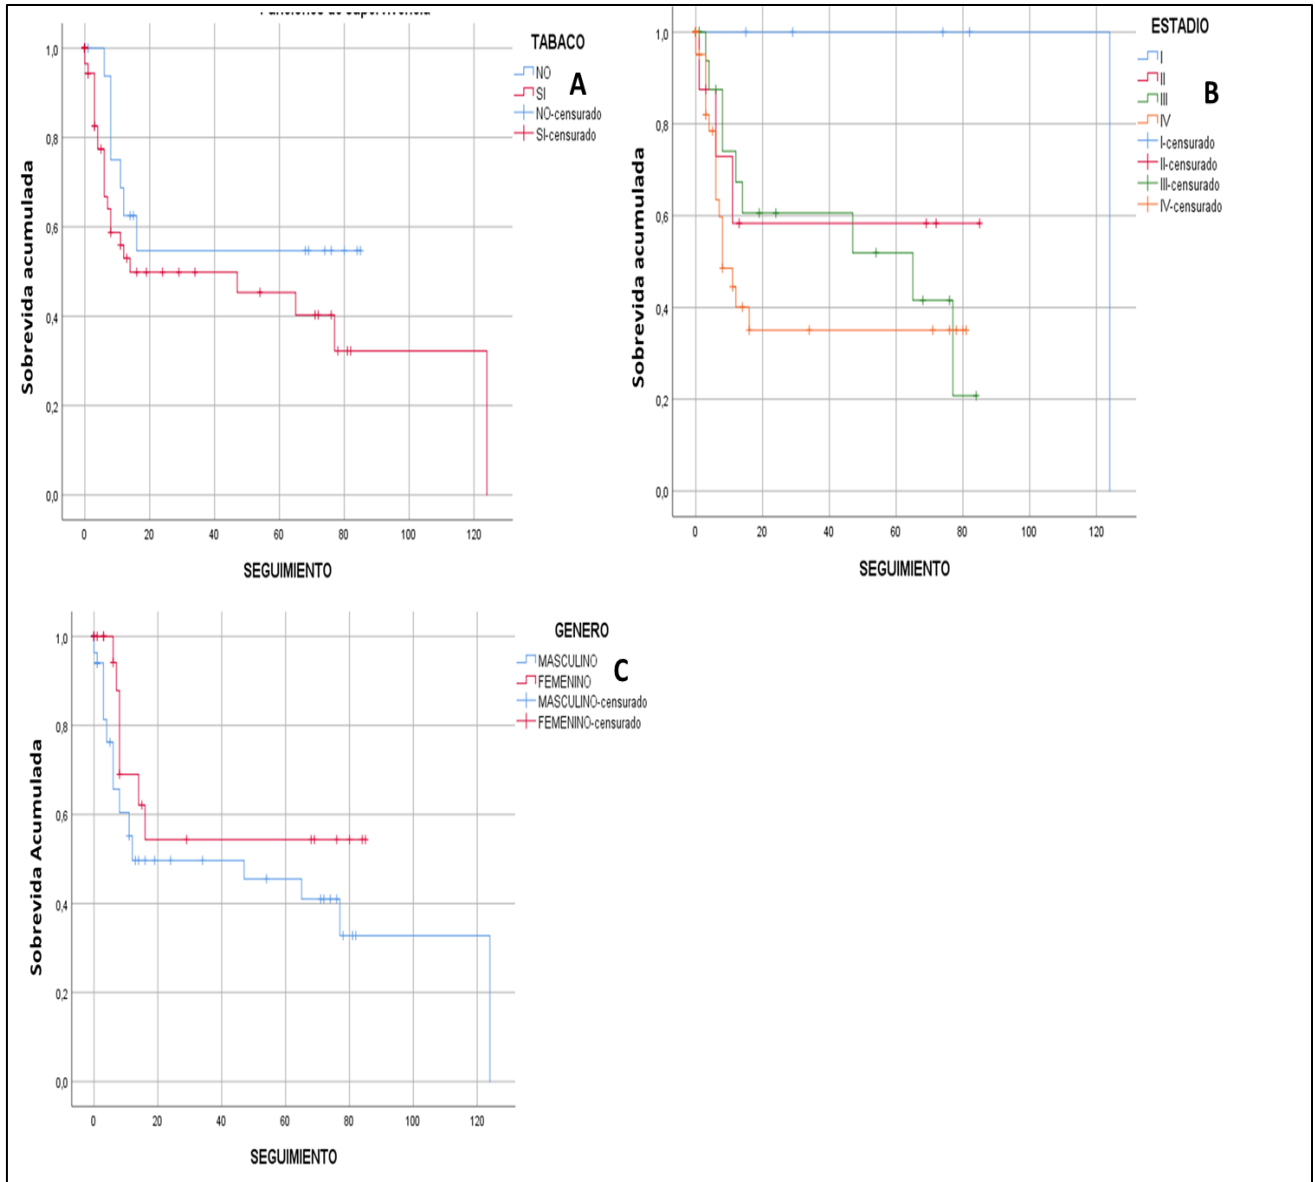 TABACO
NO
SI
NO-censurado
SI-censurado
A
1,0
0,8
0,6
0,4
0,2
0,0
Sobrevida acumulada
0 20 40 60 80 100 120
SEGUIMIENTO
ESTADIO
I
II
III
IV
I-censurado
II-censurado
III-censurado
IV-censurado
B
1,0
0,8
0,6
0,4
0,2
0,0
Sobrevida acumulada
0 20 40 60 80 100 120
SEGUIMIENTO
GENERO
MASCULINO
FEMENINO
MASCULINO-censurado
FEMENINO-censurado
C
1,0
0,8
0,6
0,4
0,2
0,0
Sobrevida Acumulada
0 20 40 60 80 100 120
SEGUIMIENTO